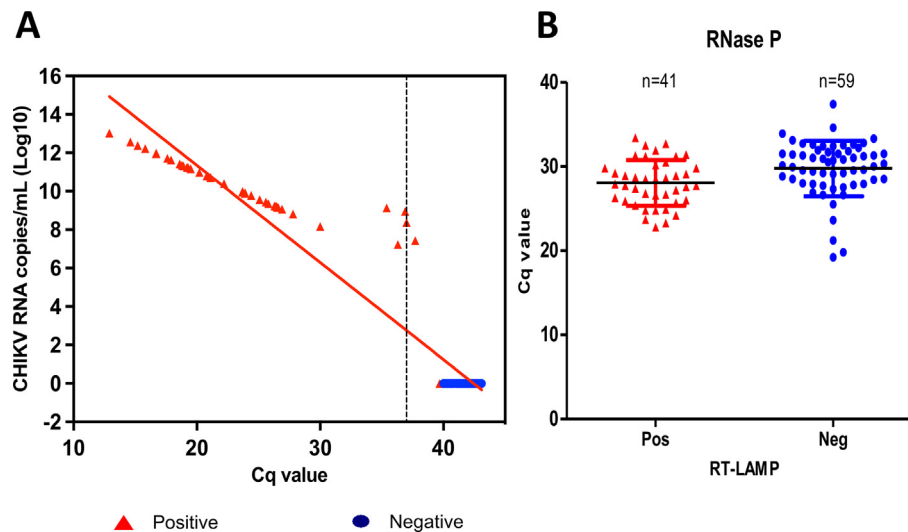 A
CHIKV RNA copies/mL (Log10)
16
14
12
10
8
6
4
2
0
-2
10
20
30
40
Cq value
Positive
Negative
B
RNase P
n=41
n=59
Cq value
40
30
20
10
0
Pos
Neg
RT-LAMP